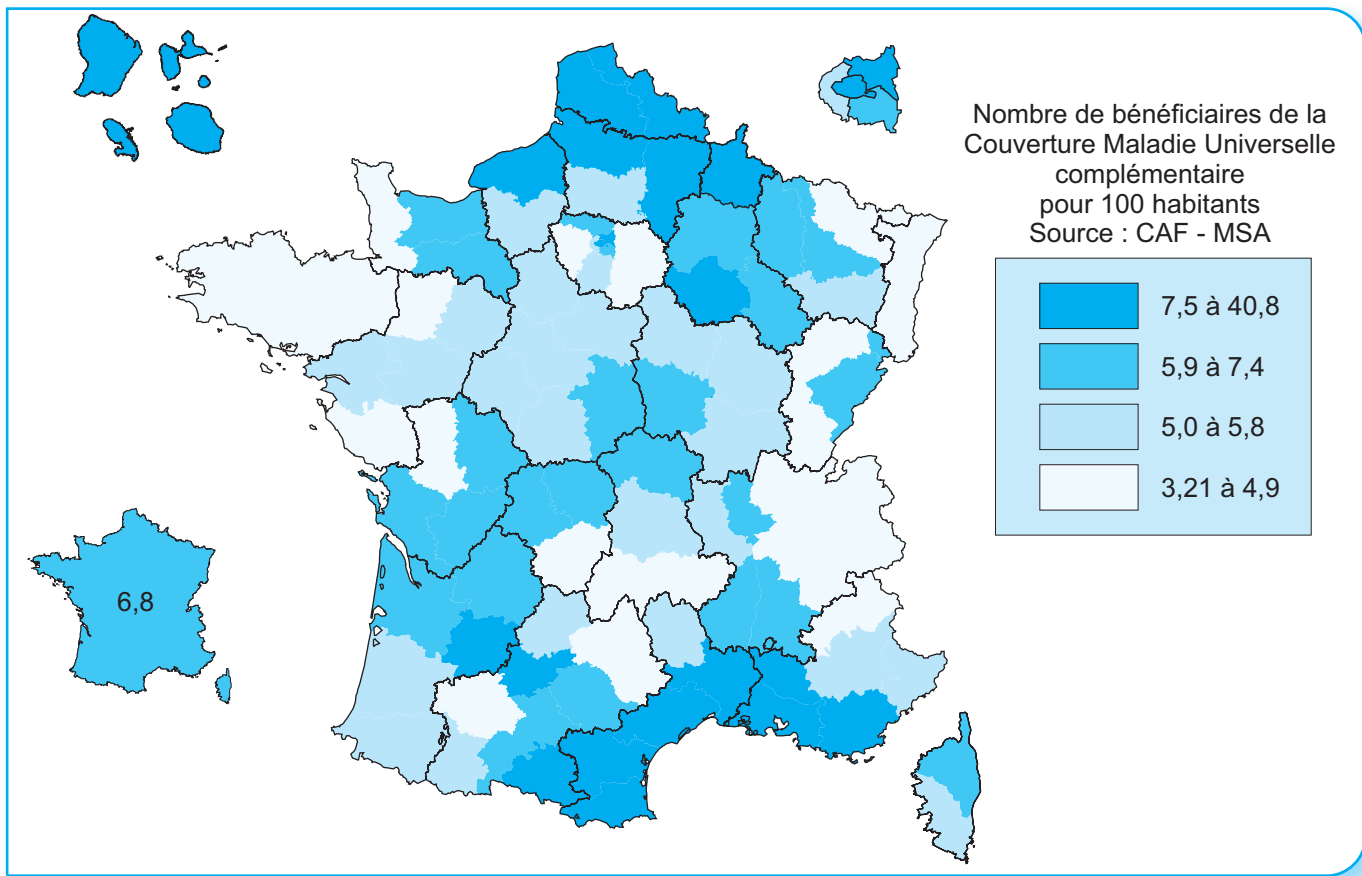 Nombre de bénéficiaires de la
Couverture Maladie Universelle
complémentaire
pour 100 habitants
Source : CAF - MSA
7,5 à 40,8
5,9 à 7,4
5,0 à 5,8
3,21 à 4,9
6,8